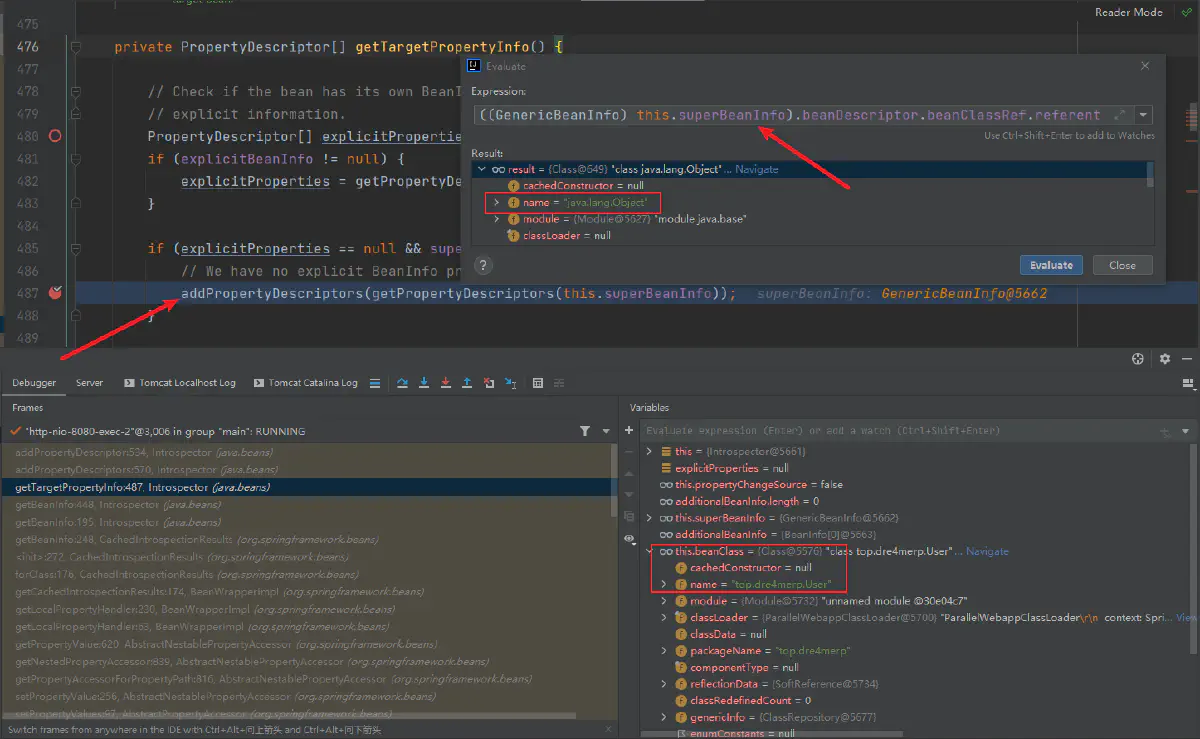 Reader Mode
475
476 private PropertyDescriptor[] getTargetPropertyInfo() {
477
478 // Check if the bean has its own BeanI
479 // explicit information.
480 PropertyDescriptor[] explicitPropertie
481 if (explicitBeanInfo != null) {
482 explicitProperties = getPropertyDe
483 }
484
485 if (explicitProperties == null && supe
486 // We have no explicit BeanInfo pr
487 addPropertyDescriptors(getPropertyDescriptors(this.superBeanInfo)); superBeanInfo: GenericBeanInfo@5662
488 }
489
Evaluate
Expression:
((GenericBeanInfo) this.superBeanInfo).beanDescriptor.beanClassRef.referent
Use Ctrl+Shift+Enter to add to Watches
Result:
result = {Class@649} "class java.lang.Object"... Navigate
cachedConstructor = null
name = "java.lang.Object"
module = {Module@5627} "module java.base"
classLoader = null
?
Evaluate
Close
Debugger
Server
Tomcat Localhost Log
Tomcat Catalina Log
Frames
"http-nio-8080-exec-2"@3,006 in group "main": RUNNING
addPropertyDescriptor:534, Introspector (java.beans)
addPropertyDescriptors:570, Introspector (java.beans)
getTargetPropertyInfo:487, Introspector (java.beans)
getBeanInfo:448, Introspector (java.beans)
getBeanInfo:195, Introspector (java.beans)
getBeanInfo:248, CachedIntrospectionResults (org.springframework.beans)
<init>:272, CachedIntrospectionResults (org.springframework.beans)
forClass:176, CachedIntrospectionResults (org.springframework.beans)
getCachedIntrospectionResults:174, BeanWrapperImpl (org.springframework.beans)
getLocalPropertyHandler:230, BeanWrapperImpl (org.springframework.beans)
getLocalPropertyHandler:63, BeanWrapperImpl (org.springframework.beans)
getPropertyValue:620, AbstractNestablePropertyAccessor (org.springframework.beans)
getNestedPropertyAccessor:839, AbstractNestablePropertyAccessor (org.springframework.beans)
getPropertyAccessorForPropertyPath:816, AbstractNestablePropertyAccessor (org.springframework.beans)
setPropertyValue:256, AbstractNestablePropertyAccessor (org.springframework.beans)
setPropertyValues:97, AbstractPropertyAccessor (org.springframework.beans)
Switch frames from anywhere in the IDE with Ctrl+Alt+向上箭头 and Ctrl+Alt+向下箭头
Variables
Evaluate expression (Enter) or add a watch (Ctrl+Shift+Enter)
this = {Introspector@5661}
explicitProperties = null
this.propertyChangeSource = false
additionalBeanInfo.length = 0
this.superBeanInfo = {GenericBeanInfo@5662}
additionalBeanInfo = {BeanInfo[0]@5663}
this.beanClass = {Class@5576} "class top.dre4merp.User"... Navigate
cachedConstructor = null
name = "top.dre4merp.User"
module = {Module@5732} "unnamed module @30e04c7"
classLoader = {ParallelWebappClassLoader@5700} "ParallelWebappClassLoader\r\n context: Spri... View
classData = null
packageName = "top.dre4merp"
componentType = null
reflectionData = {SoftReference@5734}
classRedefinedCount = 0
genericInfo = {ClassRepository@5677}
enumConstants = null